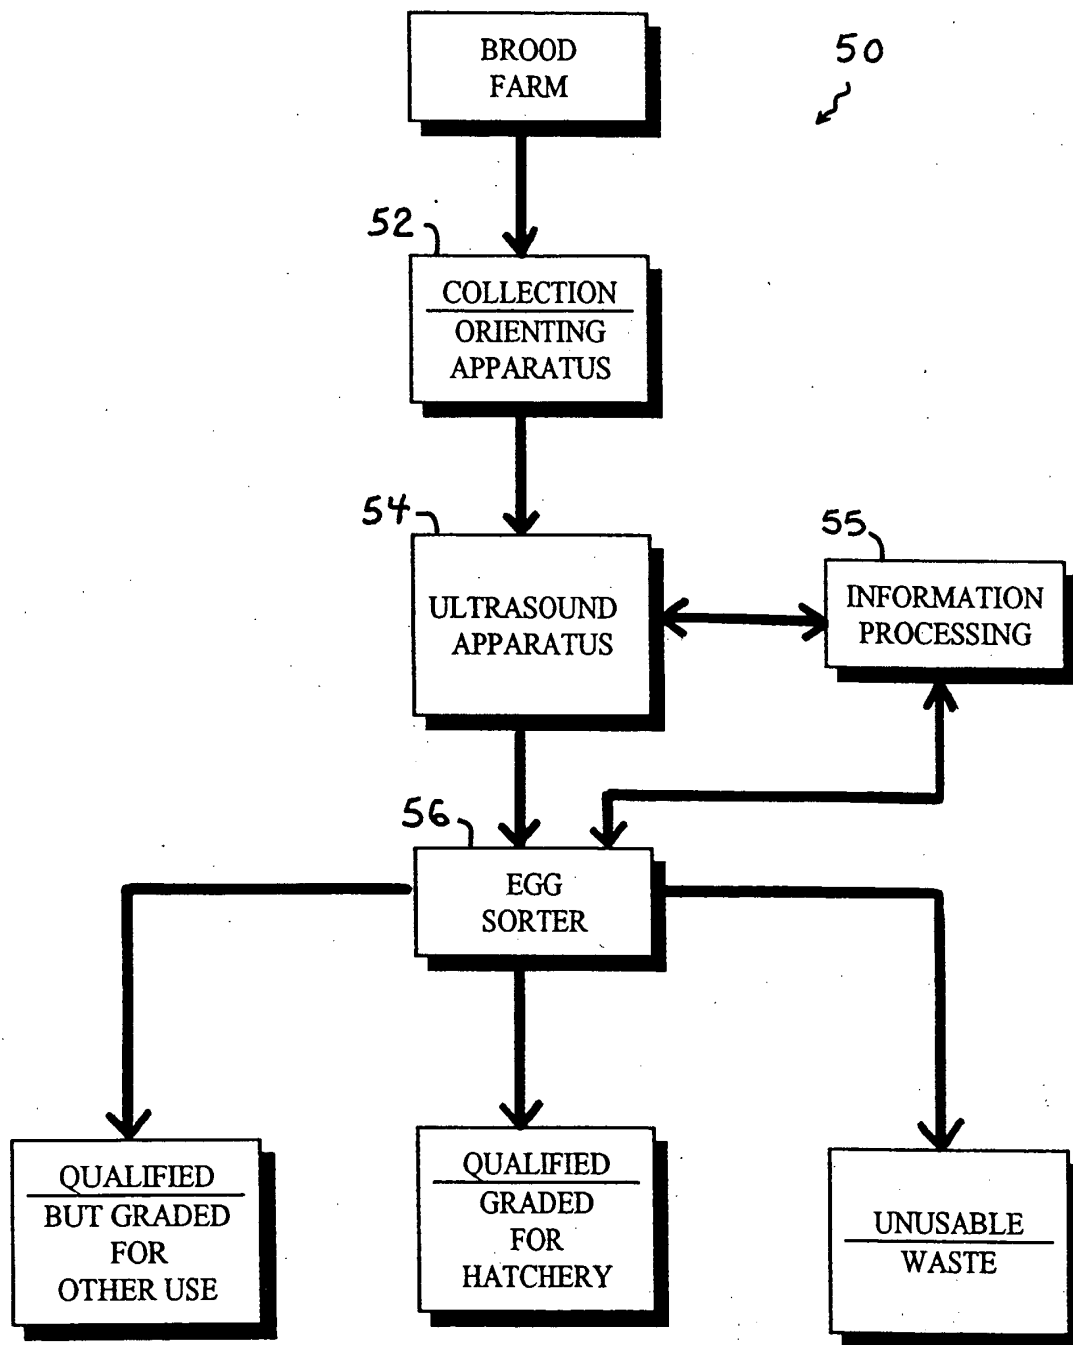 BROOD
FARM
50
52
COLLECTION
ORIENTING
APPARATUS
54
ULTRASOUND
APPARATUS
55
INFORMATION
PROCESSING
56
EGG
SORTER
QUALIFIED
BUT GRADED
FOR
OTHER USE
QUALIFIED
GRADED
FOR
HATCHERY
UNUSABLE
WASTE